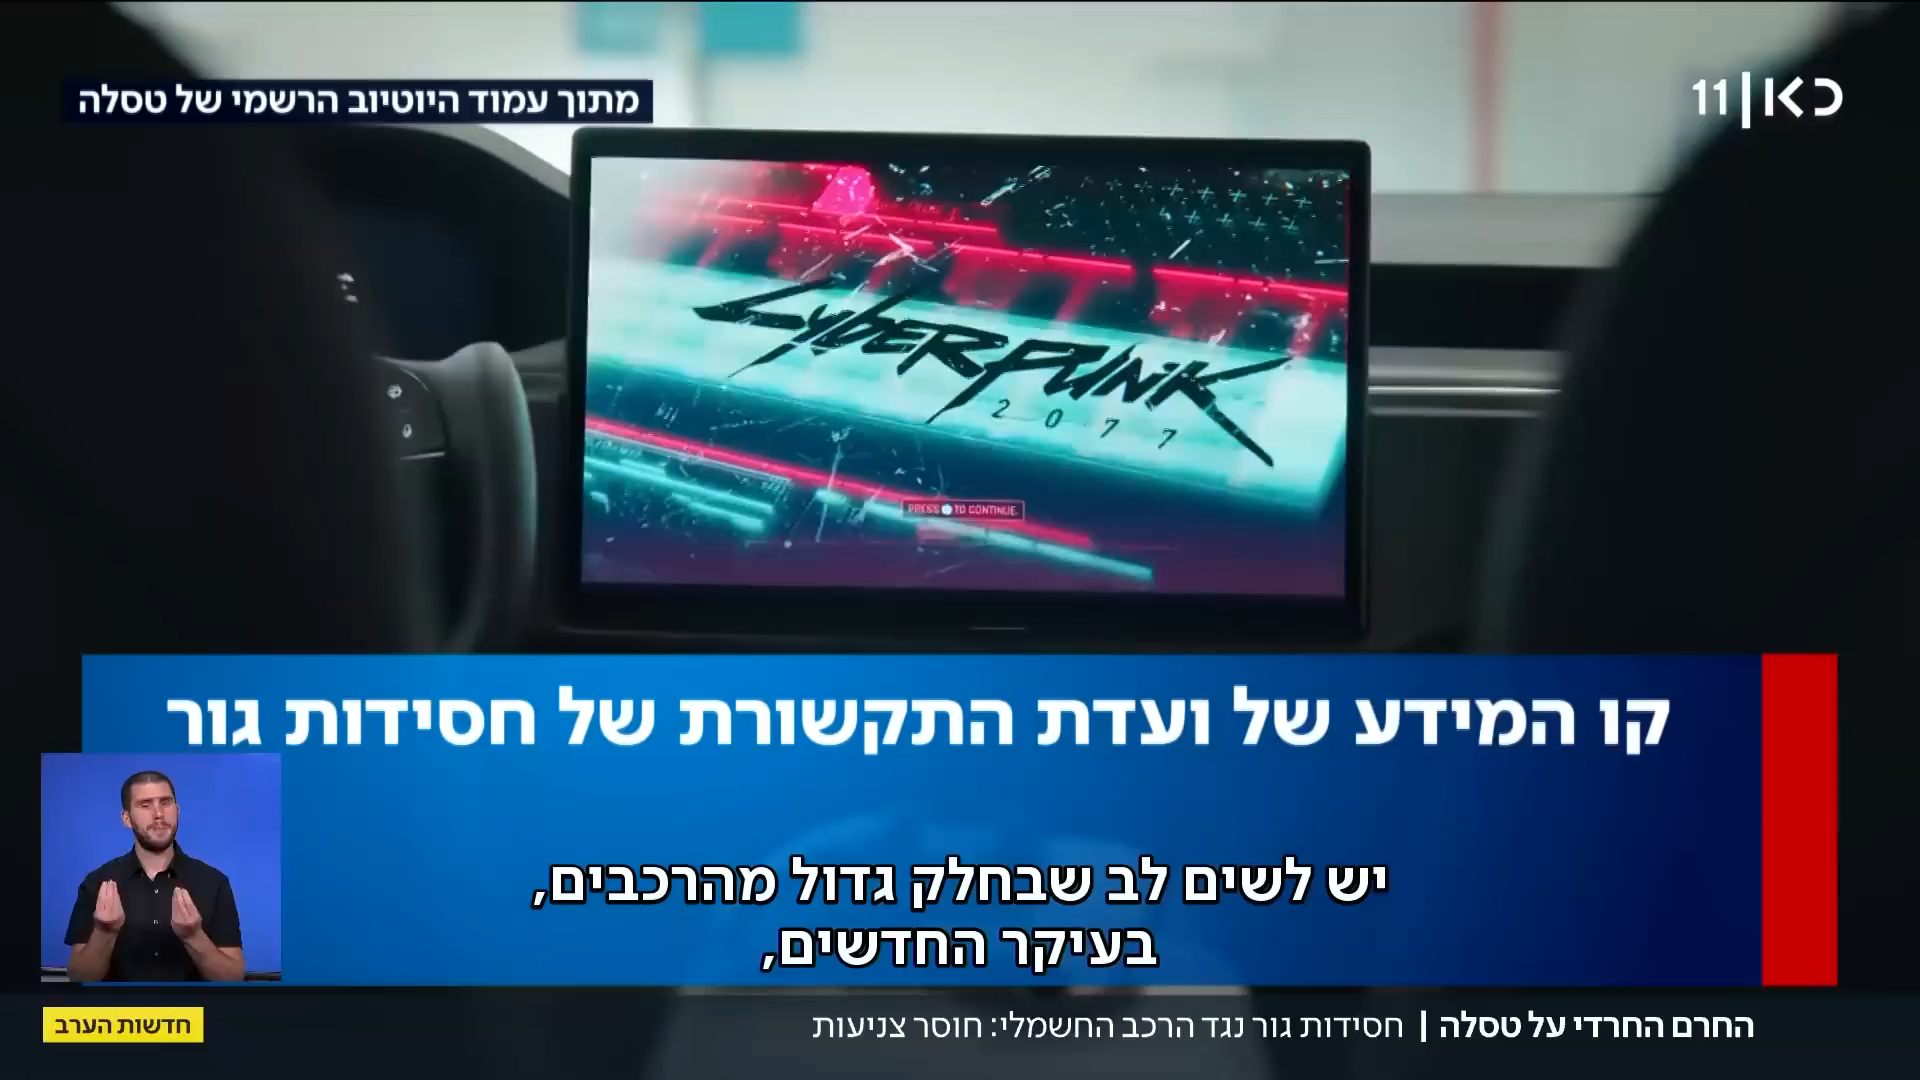 מתוך עמוד היוטיוב הרשמי של טסלה
כאן 11
Cyberpunk
2077
PRESS TO CONTINUE.
קו המידע של ועדת התקשורת של חסידות גור
יש לשים לב שבחלק גדול מהרכבים,
בעיקר החדשים,
החרם החרדי על טסלה | חסידות גור נגד הרכב החשמלי: חוסר צניעות
חדשות הערב